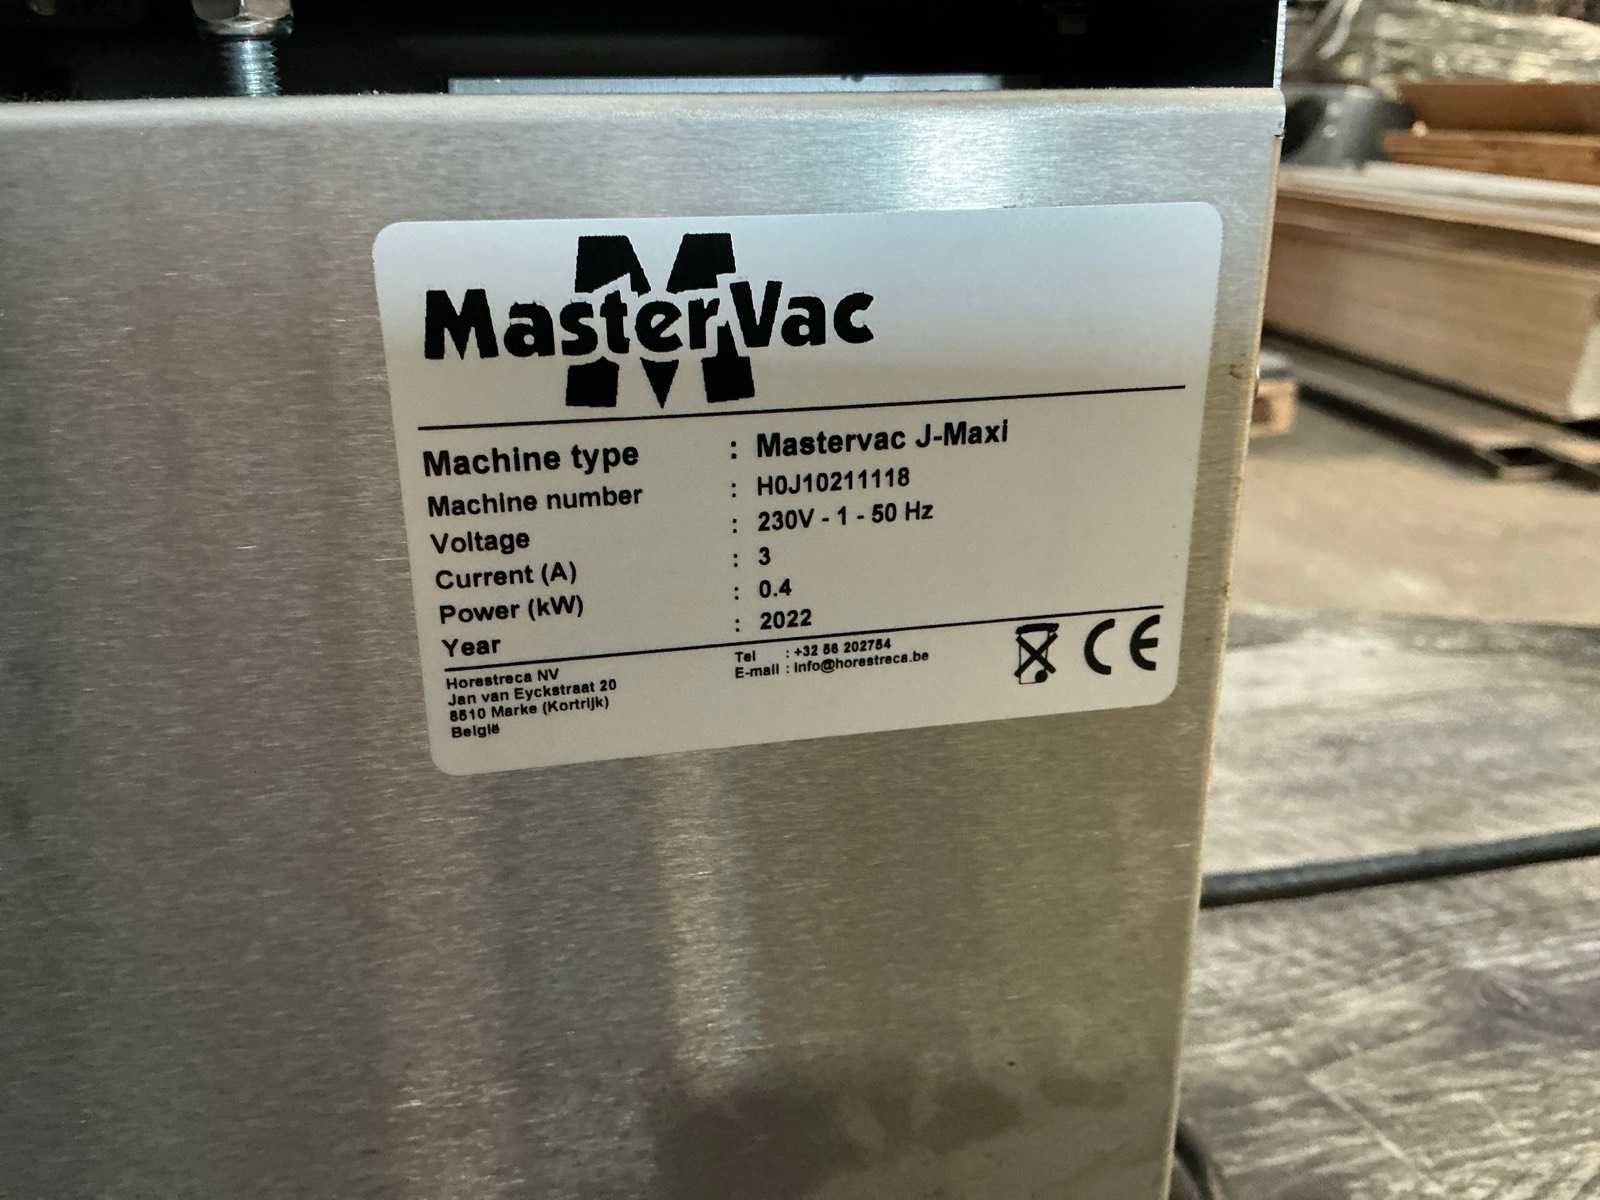 MasterVac
Machine type : Mastervac J-Maxi
Machine number : H0J10211118
Voltage : 230V - 1 - 50 Hz
Current (A) : 3
Power (kW) : 0.4
Year : 2022
Horestreca NV
Jan van Eyckstraat 20
8510 Marke (Kortrijk)
België
Tel : +32 56 202754
E-mail : info@horestreca.be
CE